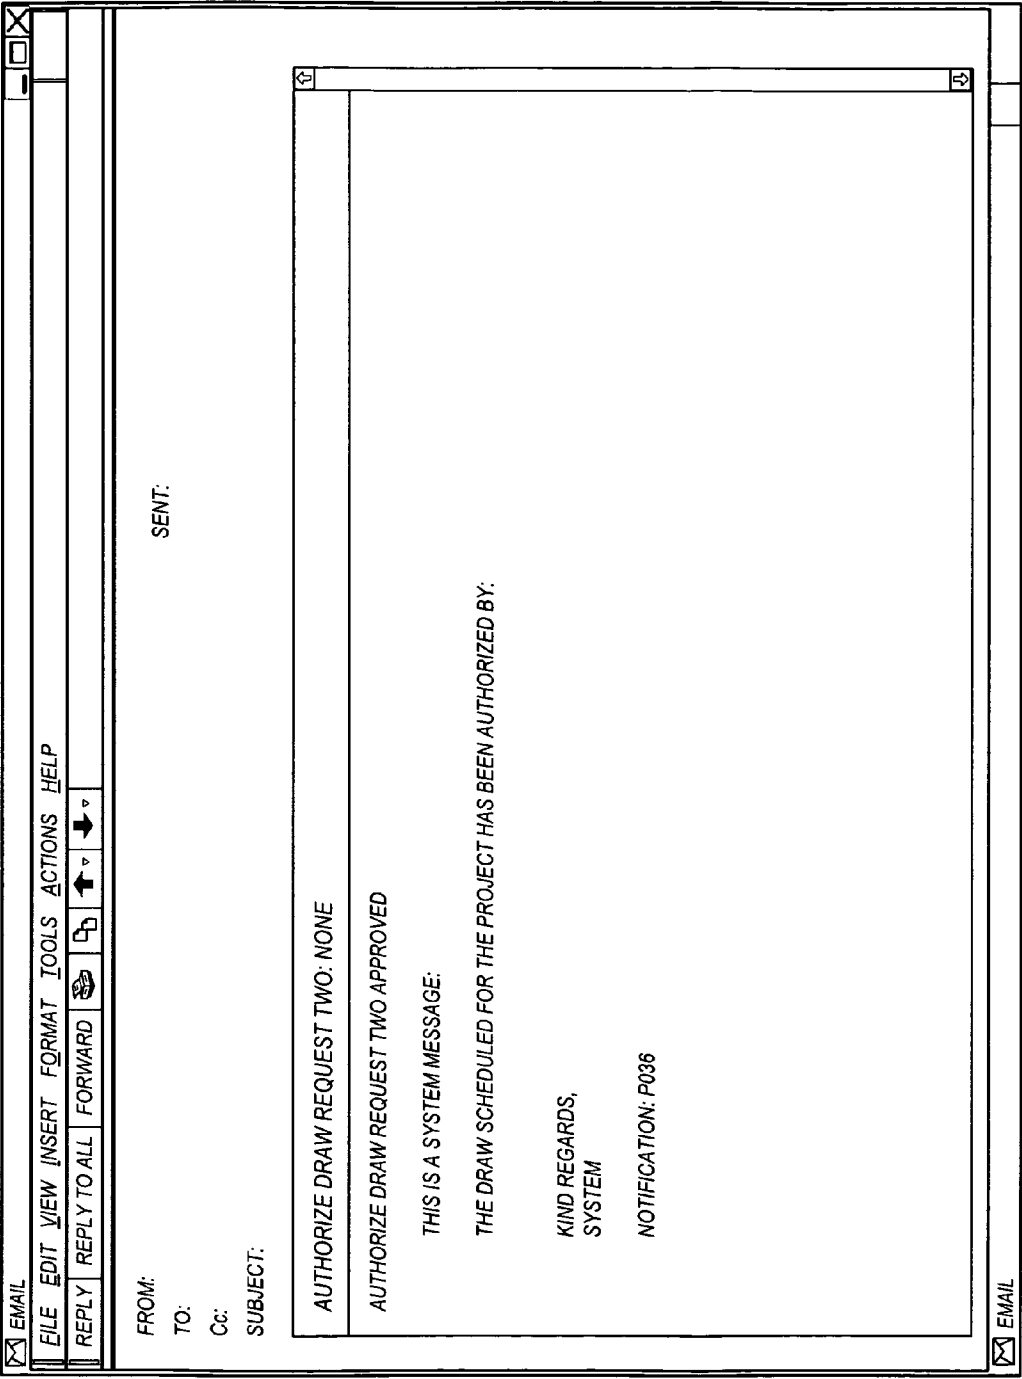 EMAIL
FILE EDIT VIEW INSERT FORMAT TOOLS ACTIONS HELP
REPLY REPLY TO ALL FORWARD
FROM:
SENT:
TO:
Cc:
SUBJECT:
AUTHORIZE DRAW REQUEST TWO: NONE
AUTHORIZE DRAW REQUEST TWO APPROVED
THIS IS A SYSTEM MESSAGE:
THE DRAW SCHEDULED FOR THE PROJECT HAS BEEN AUTHORIZED BY:
KIND REGARDS,
SYSTEM
NOTIFICATION: P036
EMAIL